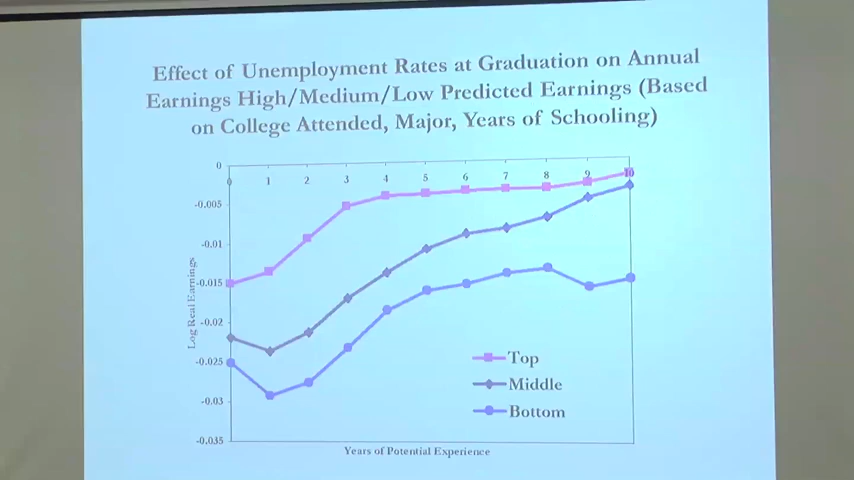 Effect of Unemployment Rates at Graduation on Annual
Earnings High/Medium/Low Predicted Earnings (Based
on College Attended, Major, Years of Schooling)
0
0 1 2 3 4 5 6 7 8 9 10
-0.005
-0.01
-0.015
-0.02
-0.025
-0.03
-0.035
Log Real Earnings
Top
Middle
Bottom
Years of Potential Experience